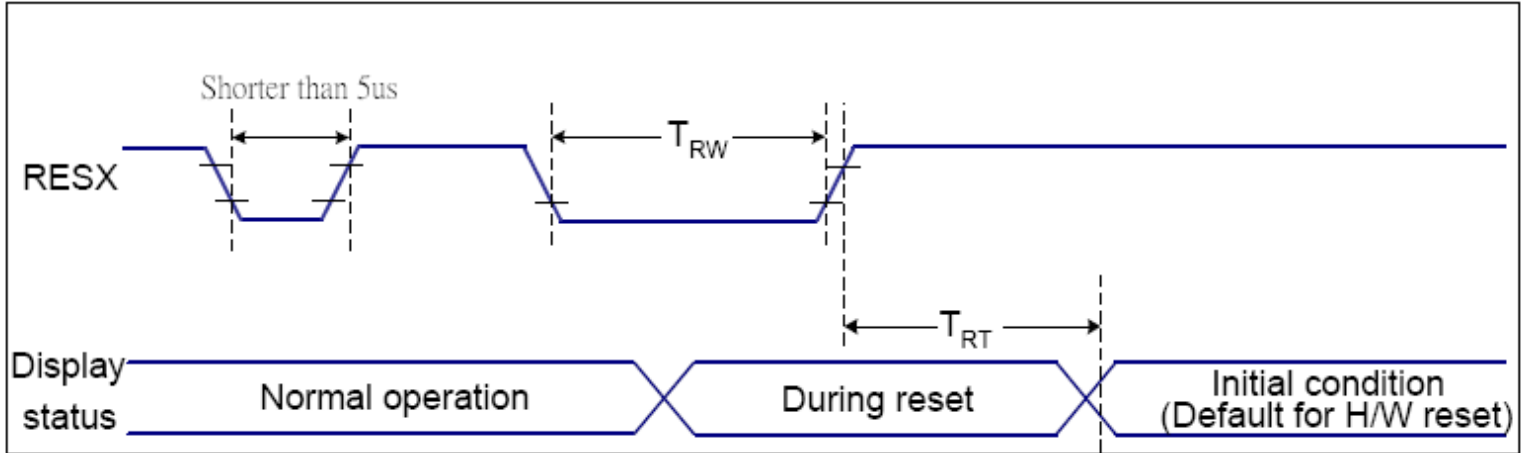 Shorter than 5us
TRW
RESX
TRT
Display
status
Normal operation
During reset
Initial condition
(Default for H/W reset)